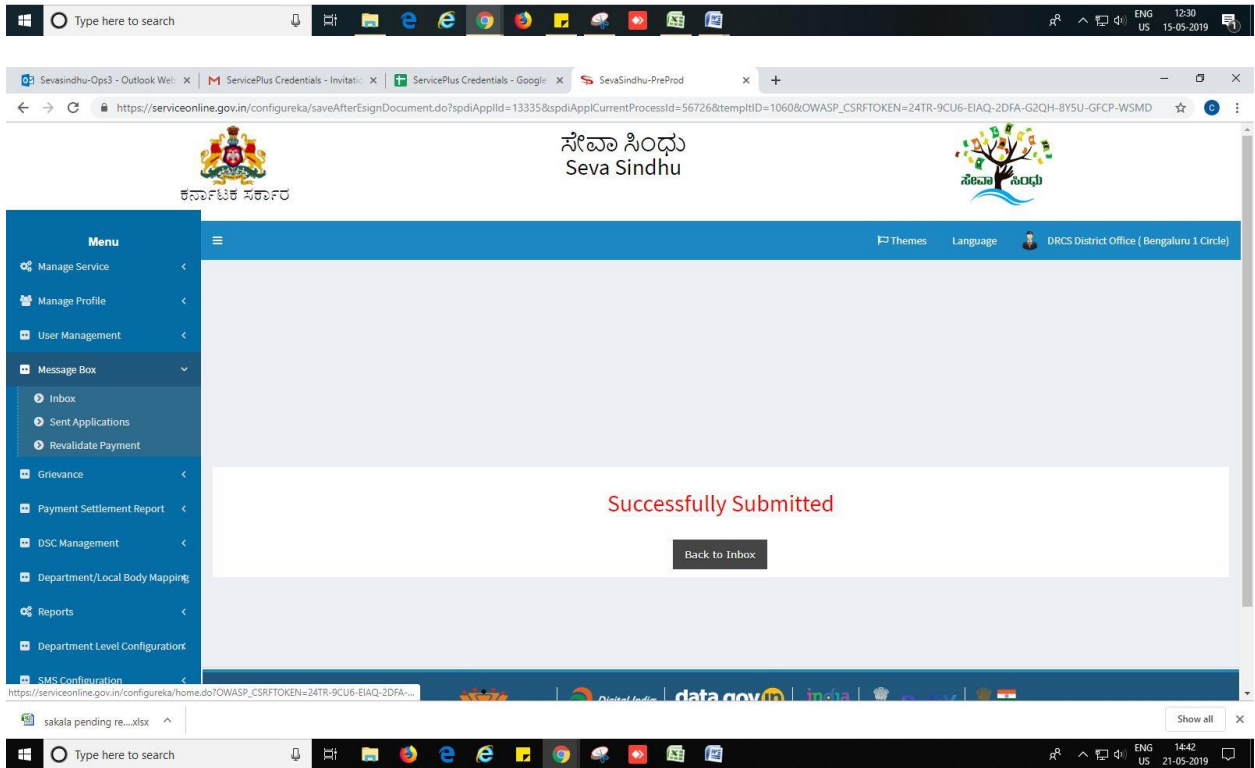 Type here to search
ENG 12:30
US 15-05-2019
Sevasindhu-Ops3 - Outlook Web
ServicePlus Credentials - Invitatio
ServicePlus Credentials - Google
SevaSindhu-PreProd
https://serviceonline.gov.in/configureka/saveAfterEsignDocument.do?spdiApplId=13335&spdiApplCurrentProcessId=56726&tempItID=1060&OWASP_CSRFTOKEN=24TR-9CU6-EIAQ-2DFA-G2QH-8Y5U-GFCP-WSMD
C
ಕರ್ನಾಟಕ ಸರ್ಕಾರ
ಸೇವಾ ಸಿಂಧು
Seva Sindhu
ಸೇವಾ ಸಿಂಧು
Menu
Themes Language DRCS District Office ( Bengaluru 1 Circle)
Manage Service
Manage Profile
User Management
Message Box
Inbox
Sent Applications
Revalidate Payment
Grievance
Payment Settlement Report
DSC Management
Department/Local Body Mapping
Reports
Department Level Configuration
SMS Configuration
Successfully Submitted
Back to Inbox
https://serviceonline.gov.in/configureka/home.do?OWASP_CSRFTOKEN=24TR-9CU6-EIAQ-2DFA-...
Digital India data.gov.in india
sakala pending re....xlsx
Show all
Type here to search
ENG 14:42
US 21-05-2019